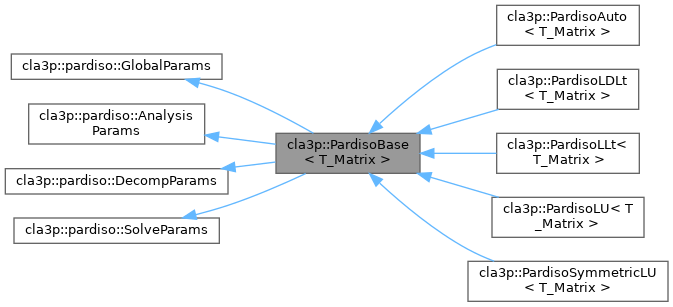 cla3p::pardiso::GlobalParams
cla3p::pardiso::Analysis
Params
cla3p::pardiso::DecompParams
cla3p::pardiso::SolveParams
cla3p::PardisoBase
< T_Matrix >
cla3p::PardisoAuto
< T_Matrix >
cla3p::PardisoLDLt
< T_Matrix >
cla3p::PardisoLLt<
T_Matrix >
cla3p::PardisoLU< T
_Matrix >
cla3p::PardisoSymmetricLU
< T_Matrix >